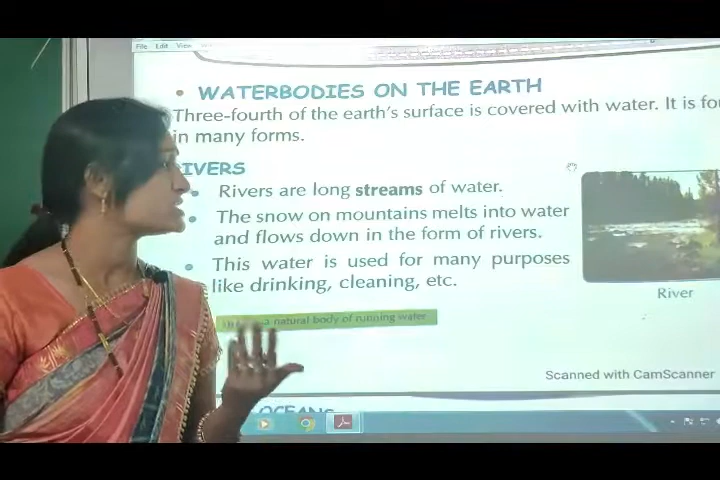 File Edit View
• WATERBODIES ON THE EARTH
Three-fourth of the earth's surface is covered with water. It is fo
in many forms.
IVERS
• Rivers are long streams of water.
• The snow on mountains melts into water
and flows down in the form of rivers.
• This water is used for many purposes
like drinking, cleaning, etc.
River
a natural body of running water
Scanned with CamScanner
OCEANS